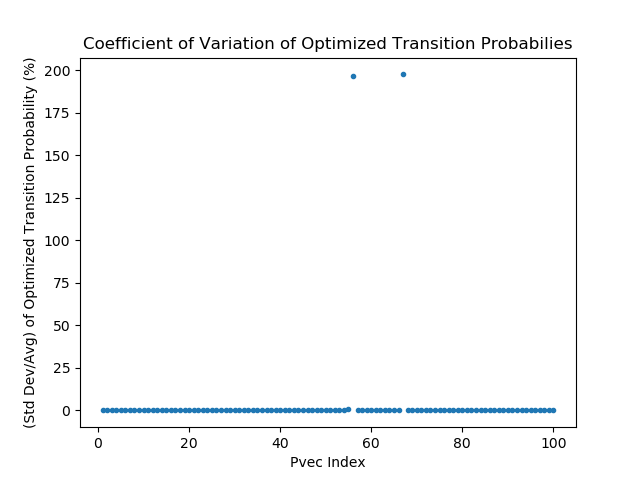 Coefficient of Variation of Optimized Transition Probabilies
(Std Dev/Avg) of Optimized Transition Probability (%)
200
175
150
125
100
75
50
25
0
0 20 40 60 80 100
Pvec Index